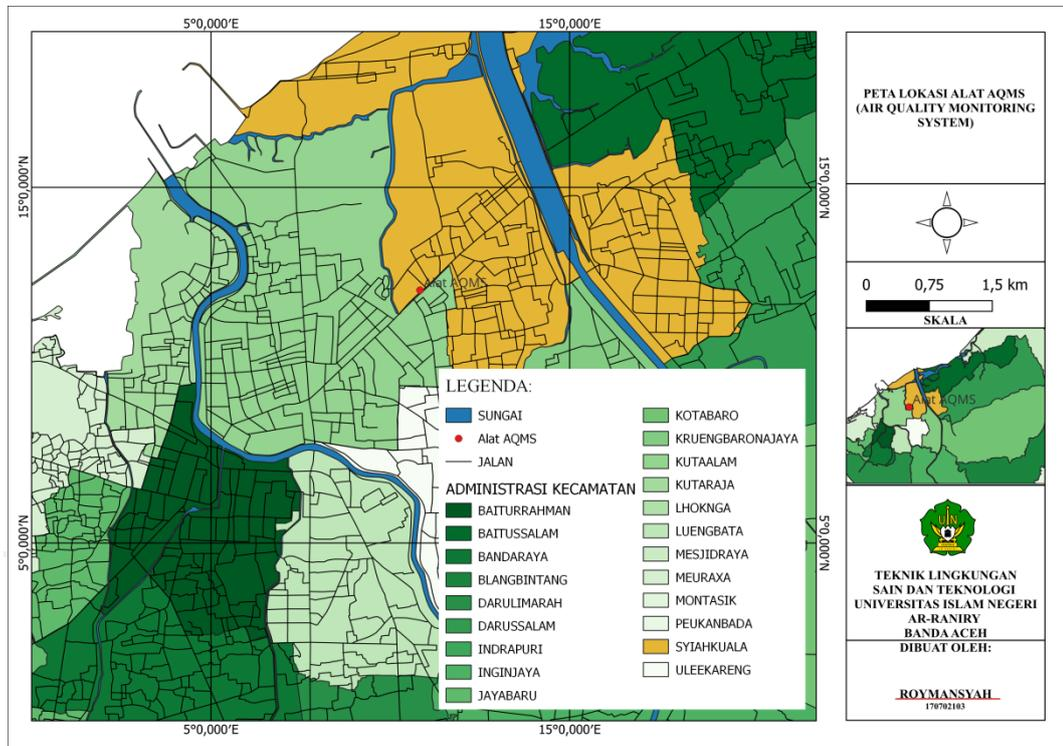 5°0,000′E
15°0,000′E
15°0,000′N
15°0,000′N
5°0,000′N
5°0,000′N
5°0,000′E
15°0,000′E
Alat AQMS
LEGENDA:
SUNGAI
Alat AQMS
JALAN
ADMINISTRASI KECAMATAN
BAITURRAHMAN
BAITUSSALAM
BANDARAYA
BLANGBINTANG
DARULIMARAH
DARUSSALAM
INDRAPURI
INGINJAYA
JAYABARU
KOTABARO
KRUENGBARONAJAYA
KUTAALAM
KUTARAJA
LHOKNGA
LUENGBATA
MESJIDRAYA
MEURAXA
MONTASIK
PEUKANBADA
SYIAHKUALA
ULEEKARENG
PETA LOKASI ALAT AQMS
(AIR QUALITY MONITORING
SYSTEM)
0 0,75 1,5 km
SKALA
Alat AQMS
UIN
TEKNIK LINGKUNGAN
SAIN DAN TEKNOLOGI
UNIVERSITAS ISLAM NEGERI
AR-RANIRY
BANDA ACEH
DIBUAT OLEH:
ROYMANSYAH
170702103